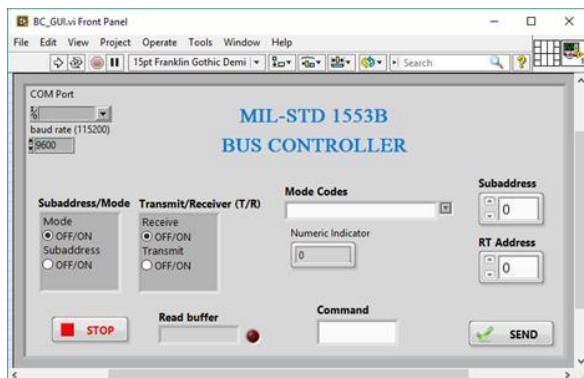 BC_GUI.vi Front Panel
File Edit View Project Operate Tools Window Help
15pt Franklin Gothic Demi Search
COM Port
baud rate (115200)
9600
MIL-STD 1553B
BUS CONTROLLER
Subaddress/Mode Transmit/Receiver (T/R) Mode Codes Subaddress
Mode Receive 0
OFF/ON OFF/ON Numeric Indicator
Subaddress Transmit 0 RT Address
OFF/ON OFF/ON 0
STOP Read buffer Command SEND